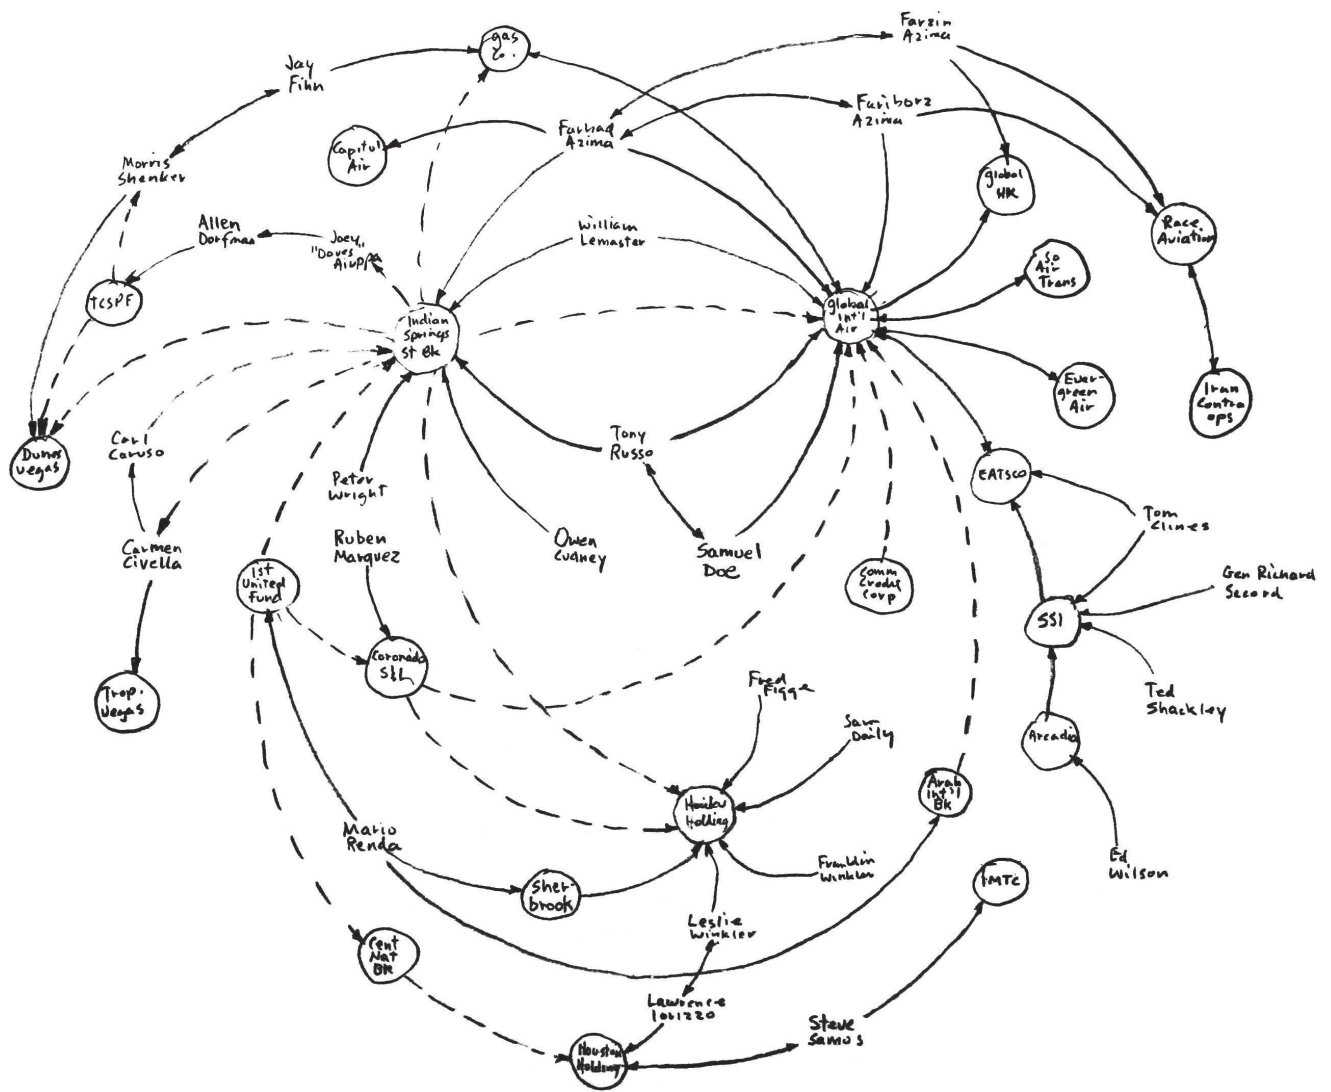 Farzin
Azima
gas
Co.
Jay
Fihn
Fariborz
Azima
Farhad
Azima
Capitol
Air
Morris
Shenker
Global
HK
Allen
Dorfman
Joey
"Doves"
Aiuppa
William
Lemaster
Race
Aviation
So
Air
Trans
TCSPF
Indian
Springs
St Bk
Global
Int'l
Air
Ever-
green
Air
Iran
Contra
ops
Dunes
Vegas
Carl
Caruso
Tony
Russo
EATSCO
Peter
Wright
Tom
Clines
Carmen
Civella
Ruben
Marquez
Owen
Samuel
Doe
1st
United
Fund
Comm
Credit
Corp
Gen Richard
Secord
SSI
Coronado
S&L
Trop.
Vegas
Fred
Figge
Ted
Shackley
Sam
Daily
Arcadia
Arab
Int'l
Bk
Holding
Mario
Renda
Franklin
Winkler
Ed
Wilson
Sher-
brook
IMTC
Leslie
Winkler
Cent
Nat
Bk
Lawrence
Iorizzo
Steve
Samos
Houston
Holding